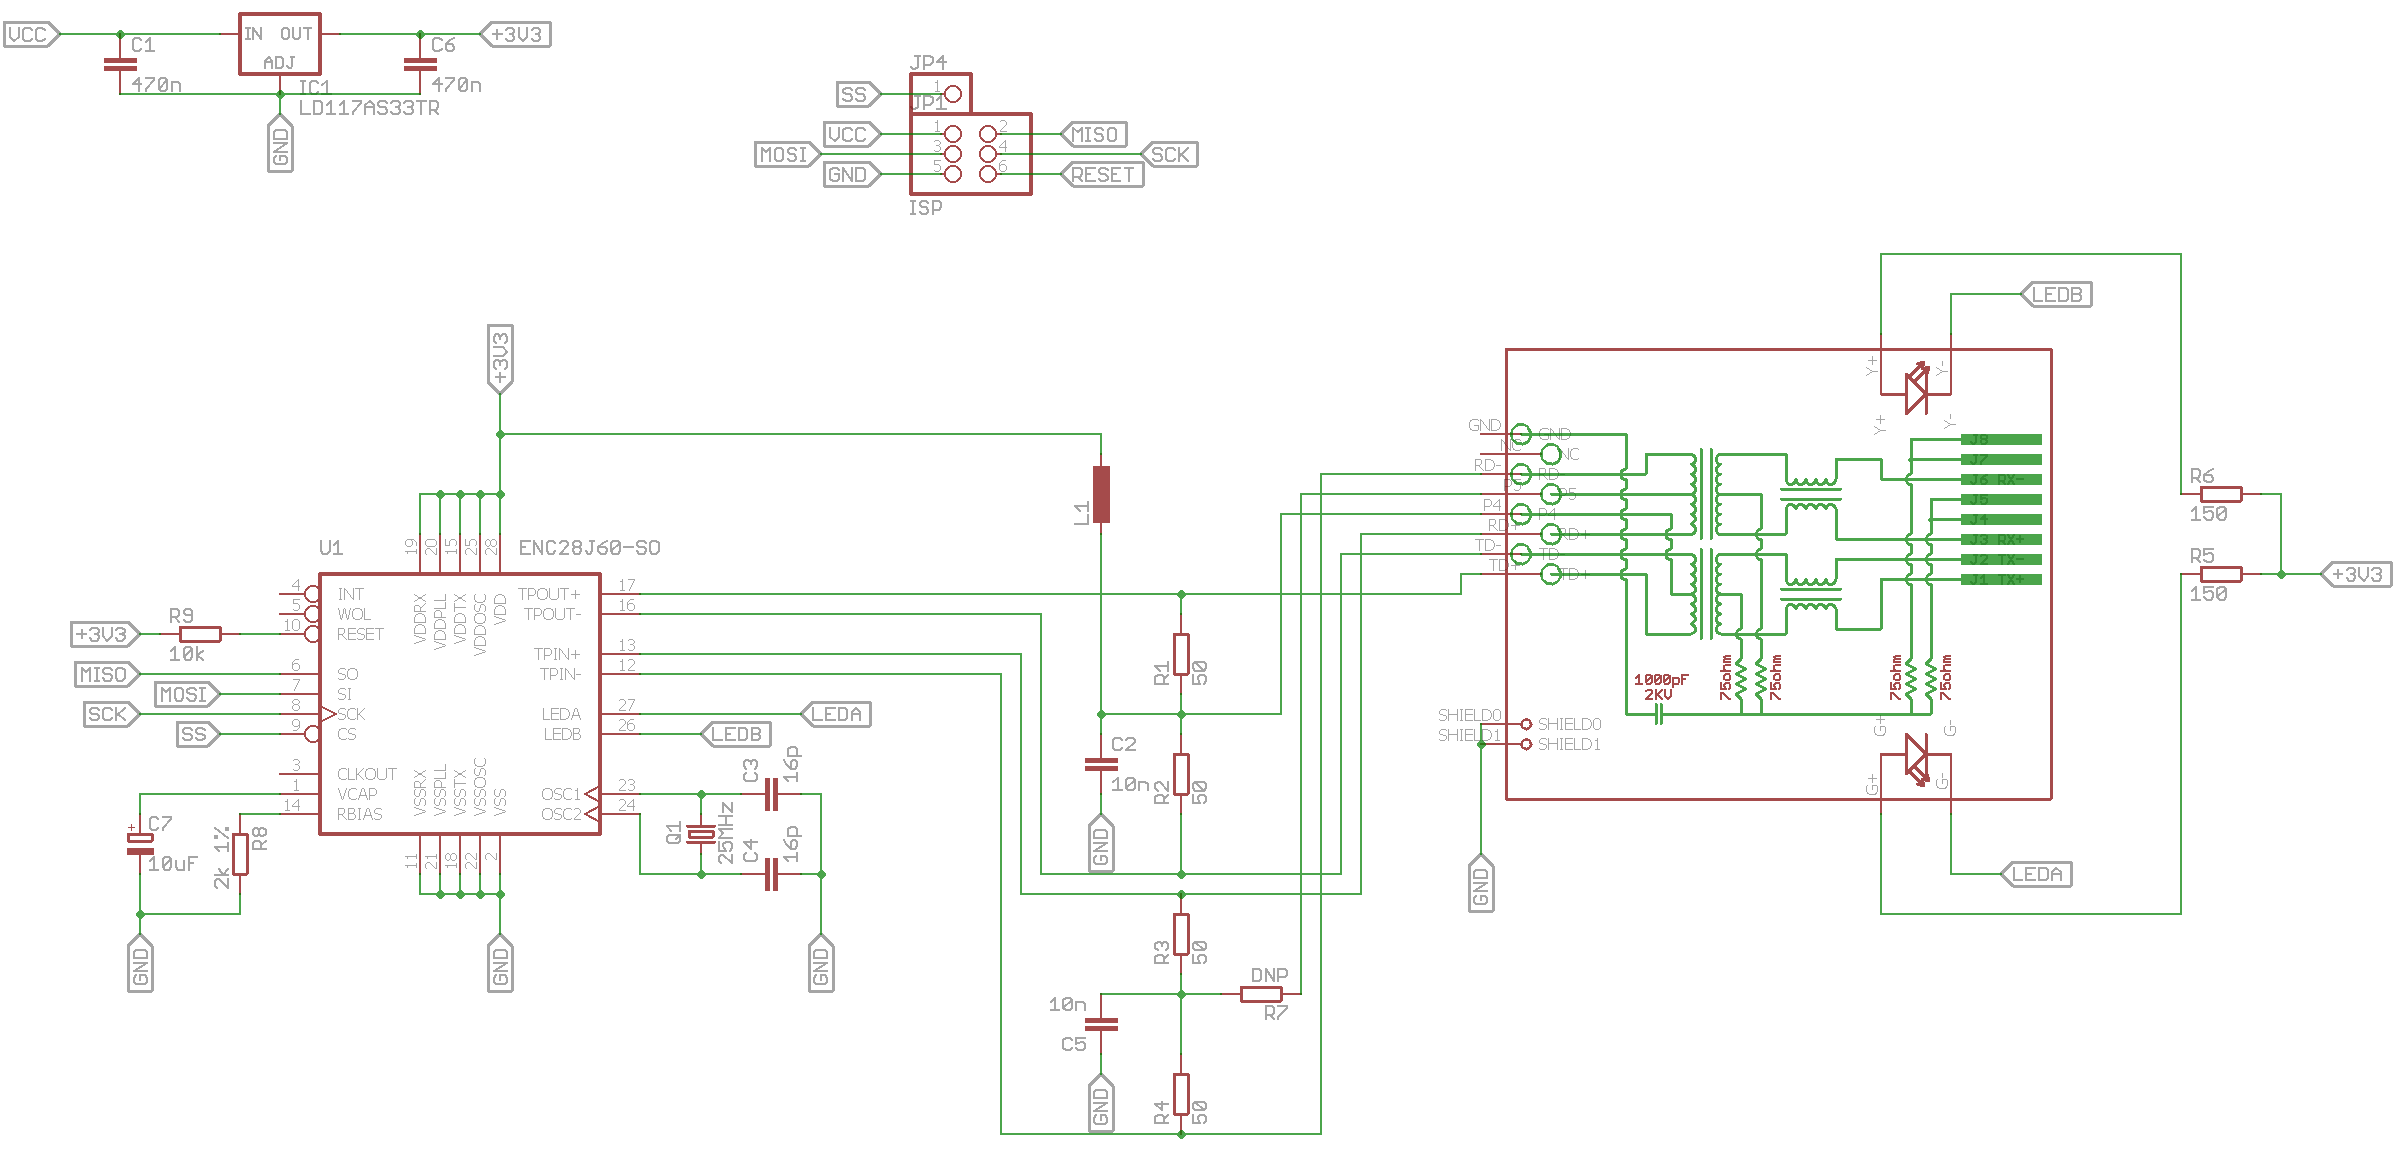 VCC
IN OUT
ADJ
+3V3
C1
470n
C6
470n
IC1
LD117AS33TR
GND
JP4
1
SS
JP1
VCC
1
2
MISO
MOSI
3
4
SCK
GND
5
6
RESET
ISP
+3V3
U1
ENC28J60-SO
19
20
15
25
28
VDDRX
VDDPLL
VDDTX
VDDOSC
VDD
4
INT
5
WOL
+3V3
R9
10k
10
RESET
MISO
6
SO
MOSI
7
SI
SCK
8
SCK
SS
9
CS
3
CLKOUT
1
VCAP
14
RBIAS
TPOUT+
17
TPOUT-
16
TPIN+
13
TPIN-
12
LEDA
27
LEDA
LEDB
26
LEDB
OSC1
23
OSC2
24
VSSRX
VSSPLL
VSSTX
VSSOSC
VSS
11
21
18
22
2
+
C7
10uF
2k 1%
R8
GND
GND
Q1
25MHz
C3
16p
C4
16p
GND
L1
C2
10n
GND
R1
50
R2
50
R3
50
10n
C5
GND
DNP
R7
R4
50
GND
GND
NC
NC
RD-
RD-
P5
P5
P4
P4
RD+
RD+
TD-
TD-
TD+
TD+
SHIELD0
SHIELD0
SHIELD1
SHIELD1
GND
1000pF
2KV
75ohm
75ohm
75ohm
75ohm
Y+
Y-
Y+
Y-
LEDB
J8
J7
J6 RX-
J5
J4
J3 RX+
J2 TX-
J1 TX+
G+
G-
G+
G-
LEDA
R6
150
R5
150
+3V3